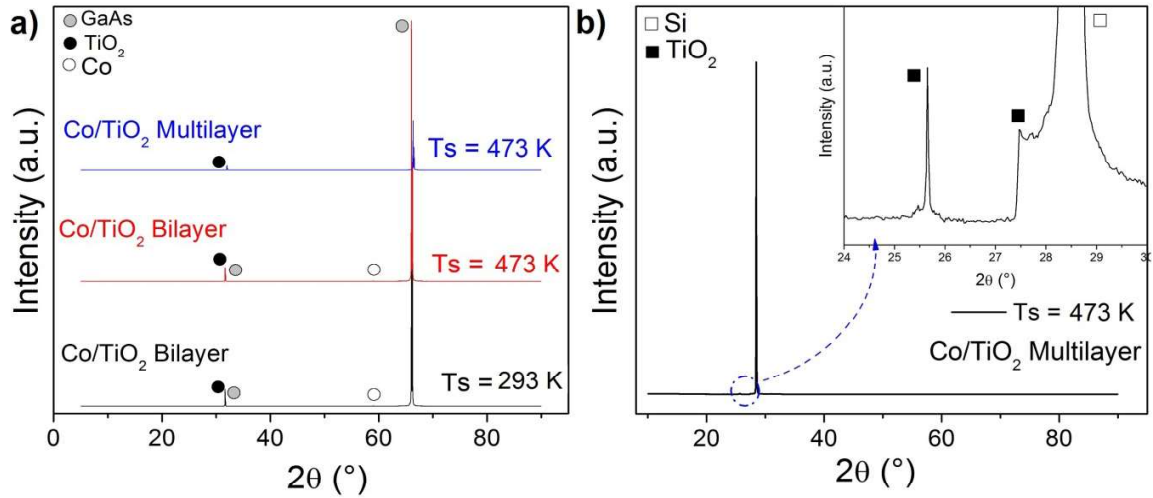 a)
GaAs
TiO₂
Co
Co/TiO₂ Multilayer
Ts = 473 K
Co/TiO₂ Bilayer
Ts = 473 K
Co/TiO₂ Bilayer
Ts = 293 K
Intensity (a.u.)
0 20 40 60 80
2θ (°)
b)
Si
TiO₂
Intensity (a.u.)
24 25 26 27 28 29 30
2θ (°)
Ts = 473 K
Co/TiO₂ Multilayer
Intensity (a.u.)
20 40 60 80
2θ (°)